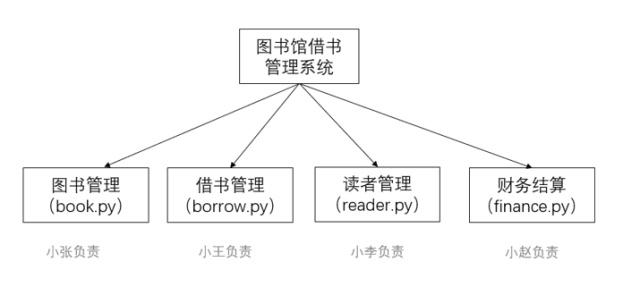 图书馆借书
管理系统
图书管理
（book.py）
借书管理
（borrow.py）
读者管理
（reader.py）
财务结算
（finance.py）
小张负责
小王负责
小李负责
小赵负责